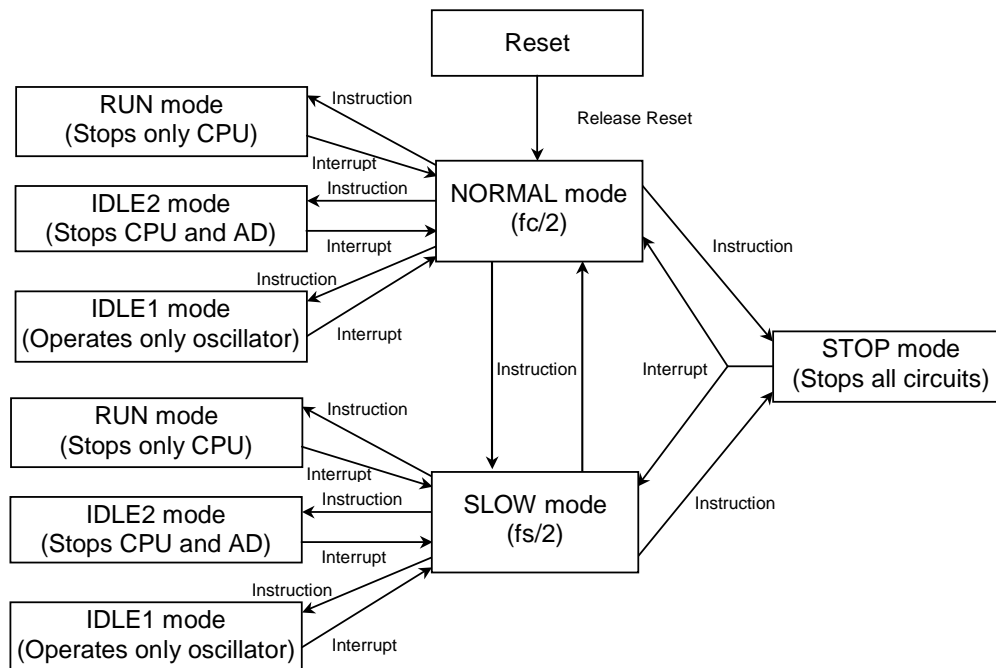 Reset
Release Reset
RUN mode
(Stops only CPU)
Instruction
Interrupt
IDLE2 mode
(Stops CPU and AD)
Instruction
Interrupt
IDLE1 mode
(Operates only oscillator)
Instruction
Interrupt
NORMAL mode
(fc/2)
Instruction
Instruction
Interrupt
STOP mode
(Stops all circuits)
RUN mode
(Stops only CPU)
Instruction
Interrupt
IDLE2 mode
(Stops CPU and AD)
Instruction
Interrupt
IDLE1 mode
(Operates only oscillator)
Instruction
Interrupt
SLOW mode
(fs/2)
Instruction